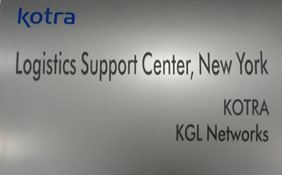 kotra
Logistics Support Center, New York
KOTRA
KGL Networks